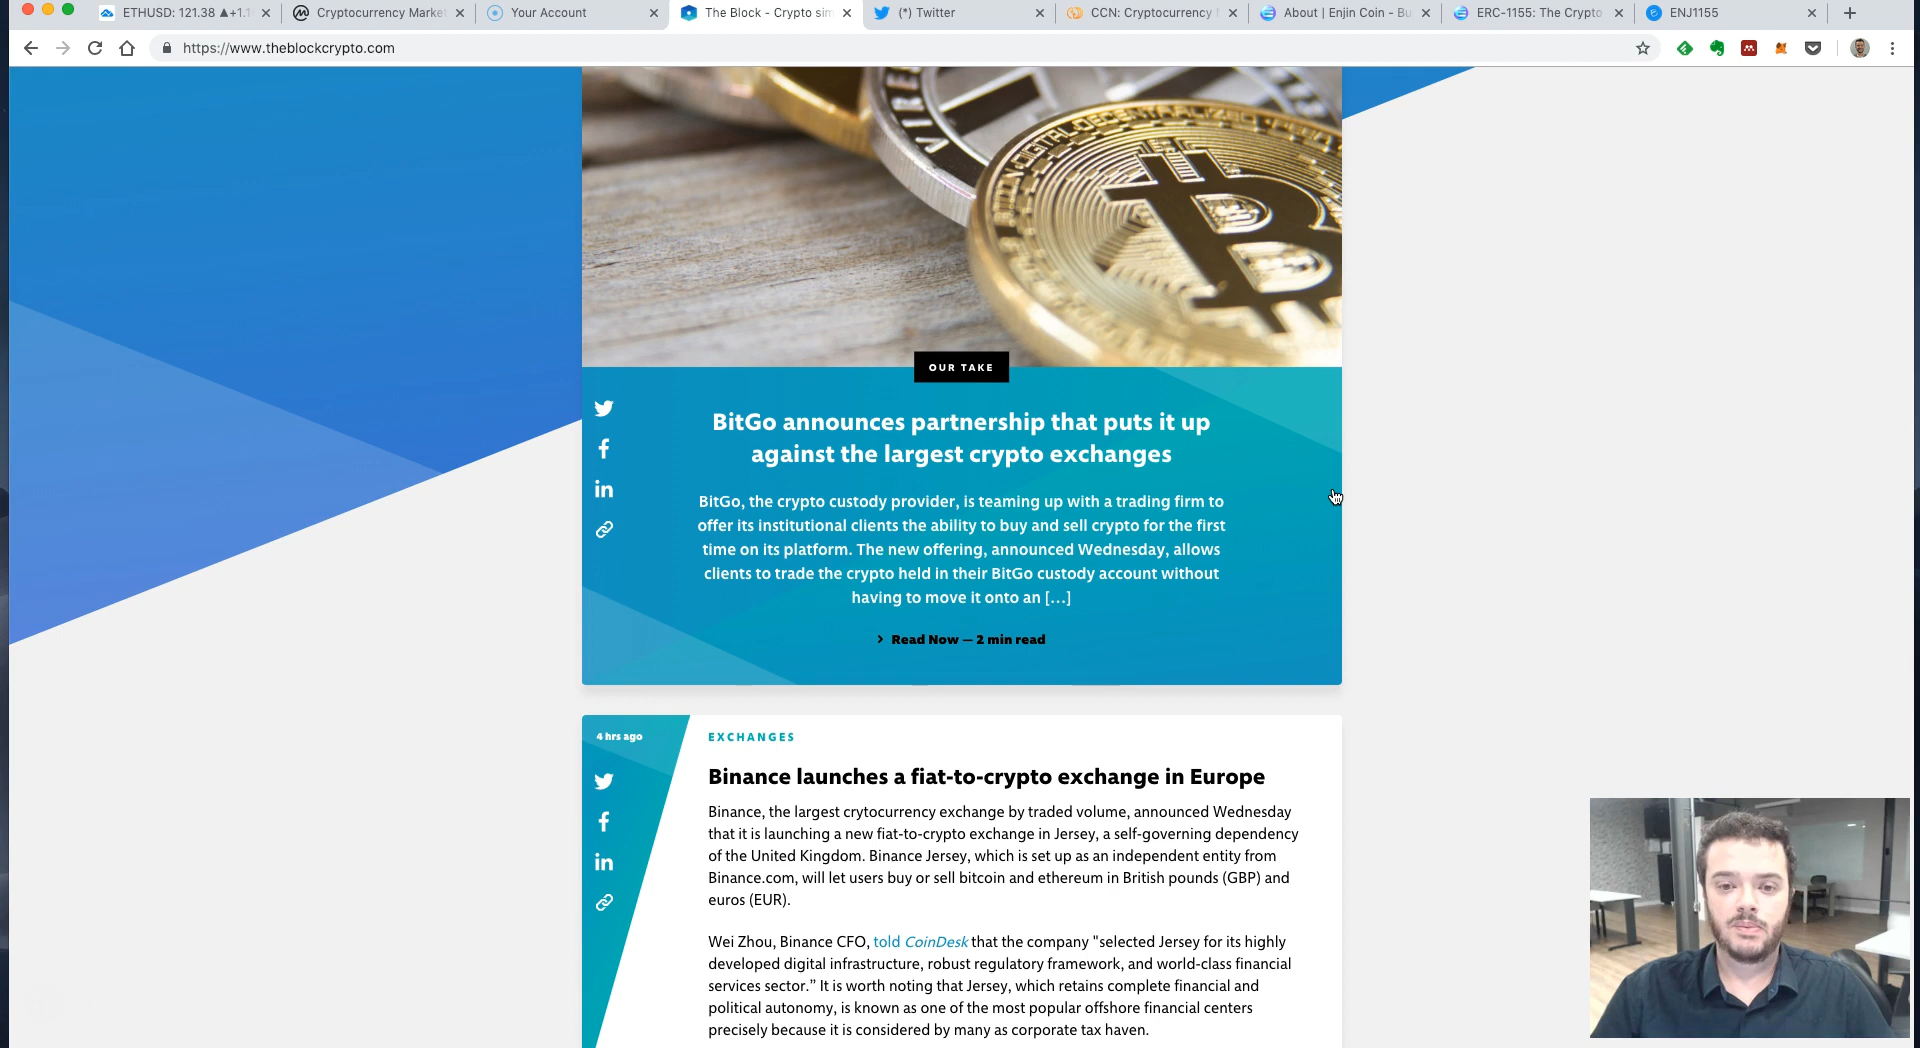 ETHUSD: 121.38 ▲+1.1
Cryptocurrency Marke
Your Account
The Block - Crypto sim
(*) Twitter
CCN: Cryptocurrency
About | Enjin Coin - Bu
ERC-1155: The Crypto
ENJ1155
https://www.theblockcrypto.com
VIRES
DIGITAL DECENTRALIZED
OUR TAKE
BitGo announces partnership that puts it up
against the largest crypto exchanges
BitGo, the crypto custody provider, is teaming up with a trading firm to
offer its institutional clients the ability to buy and sell crypto for the first
time on its platform. The new offering, announced Wednesday, allows
clients to trade the crypto held in their BitGo custody account without
having to move it onto an [...]
Read Now — 2 min read
4 hrs ago
EXCHANGES
Binance launches a fiat-to-crypto exchange in Europe
Binance, the largest crytocurrency exchange by traded volume, announced Wednesday
that it is launching a new fiat-to-crypto exchange in Jersey, a self-governing dependency
of the United Kingdom. Binance Jersey, which is set up as an independent entity from
Binance.com, will let users buy or sell bitcoin and ethereum in British pounds (GBP) and
euros (EUR).
Wei Zhou, Binance CFO, told CoinDesk that the company "selected Jersey for its highly
developed digital infrastructure, robust regulatory framework, and world-class financial
services sector.” It is worth noting that Jersey, which retains complete financial and
political autonomy, is known as one of the most popular offshore financial centers
precisely because it is considered by many as corporate tax haven.